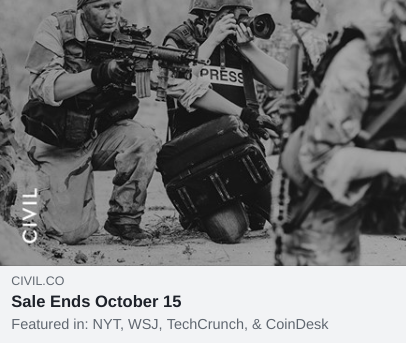 PRESS
CIVIL
CIVIL.CO
Sale Ends October 15
Featured in: NYT, WSJ, TechCrunch, & CoinDesk